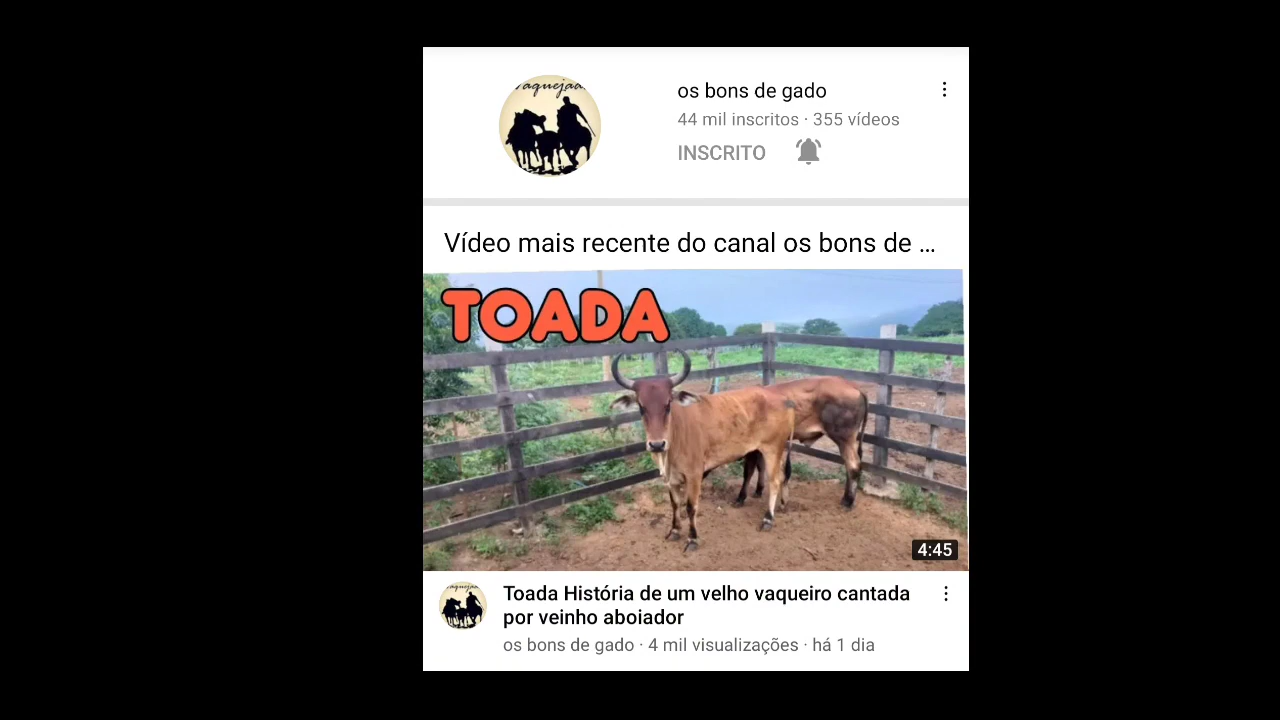 os bons de gado
44 mil inscritos · 355 vídeos
INSCRITO
Vídeo mais recente do canal os bons de ...
TOADA
4:45
Toada História de um velho vaqueiro cantada
por veinho aboiador
os bons de gado · 4 mil visualizações · há 1 dia